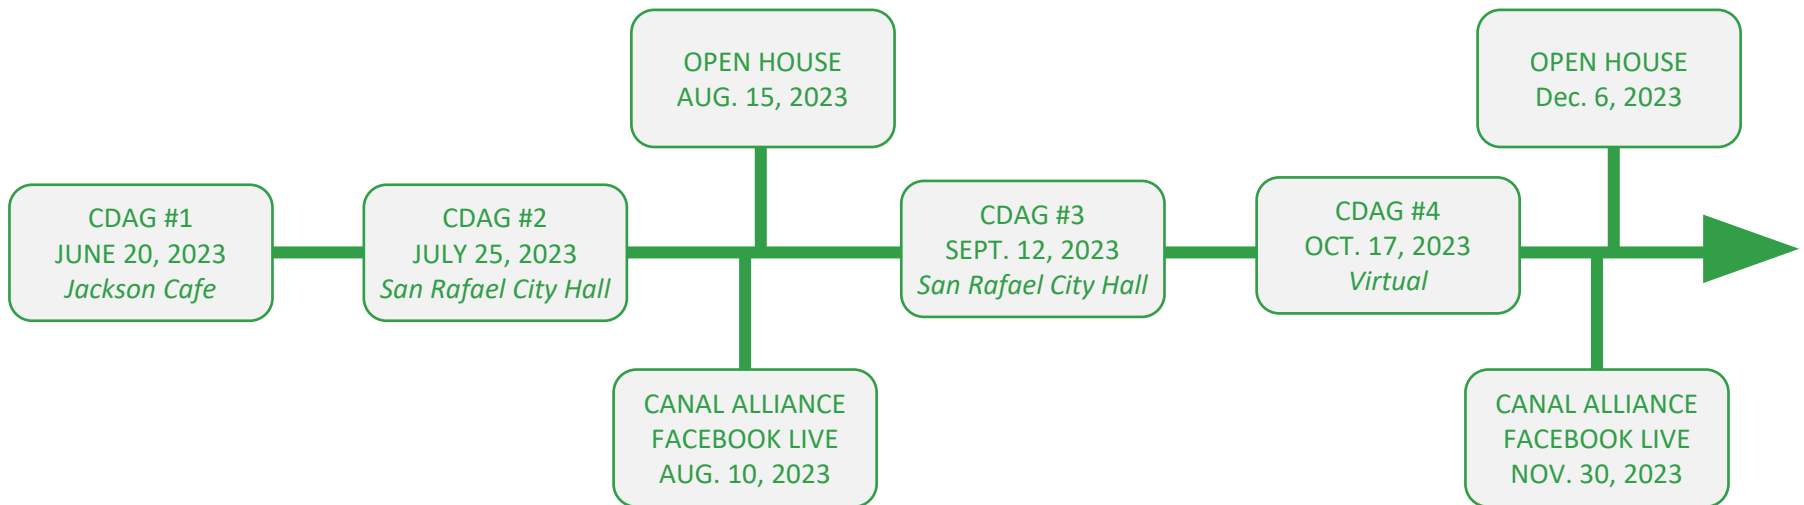 OPEN HOUSE
AUG. 15, 2023
OPEN HOUSE
Dec. 6, 2023
CDAG #1
JUNE 20, 2023
Jackson Cafe
CDAG #2
JULY 25, 2023
San Rafael City Hall
CDAG #3
SEPT. 12, 2023
San Rafael City Hall
CDAG #4
OCT. 17, 2023
Virtual
CANAL ALLIANCE
FACEBOOK LIVE
AUG. 10, 2023
CANAL ALLIANCE
FACEBOOK LIVE
NOV. 30, 2023